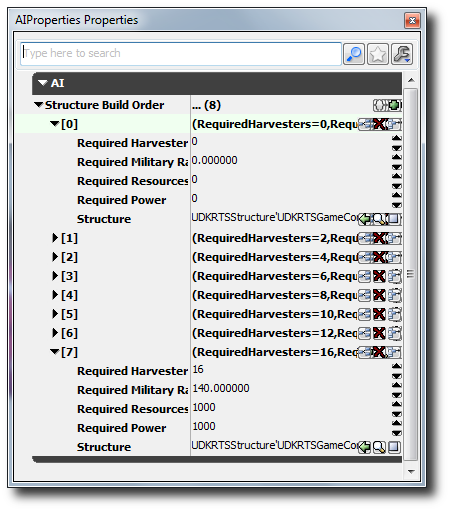 AIProperties Properties
Type here to search
AI
Structure Build Order ... (8)
[0] (RequiredHarvesters=0,Requ
Required Harvester 0
Required Military Ra 0.000000
Required Resources 0
Required Power 0
Structure UDKRTSStructure'UDKRTSGameCo
[1] (RequiredHarvesters=2,Requ
[2] (RequiredHarvesters=4,Requ
[3] (RequiredHarvesters=6,Requ
[4] (RequiredHarvesters=8,Requ
[5] (RequiredHarvesters=10,Req
[6] (RequiredHarvesters=12,Req
[7] (RequiredHarvesters=16,Req
Required Harvester 16
Required Military Ra 140.000000
Required Resources 1000
Required Power 1000
Structure UDKRTSStructure'UDKRTSGameCo